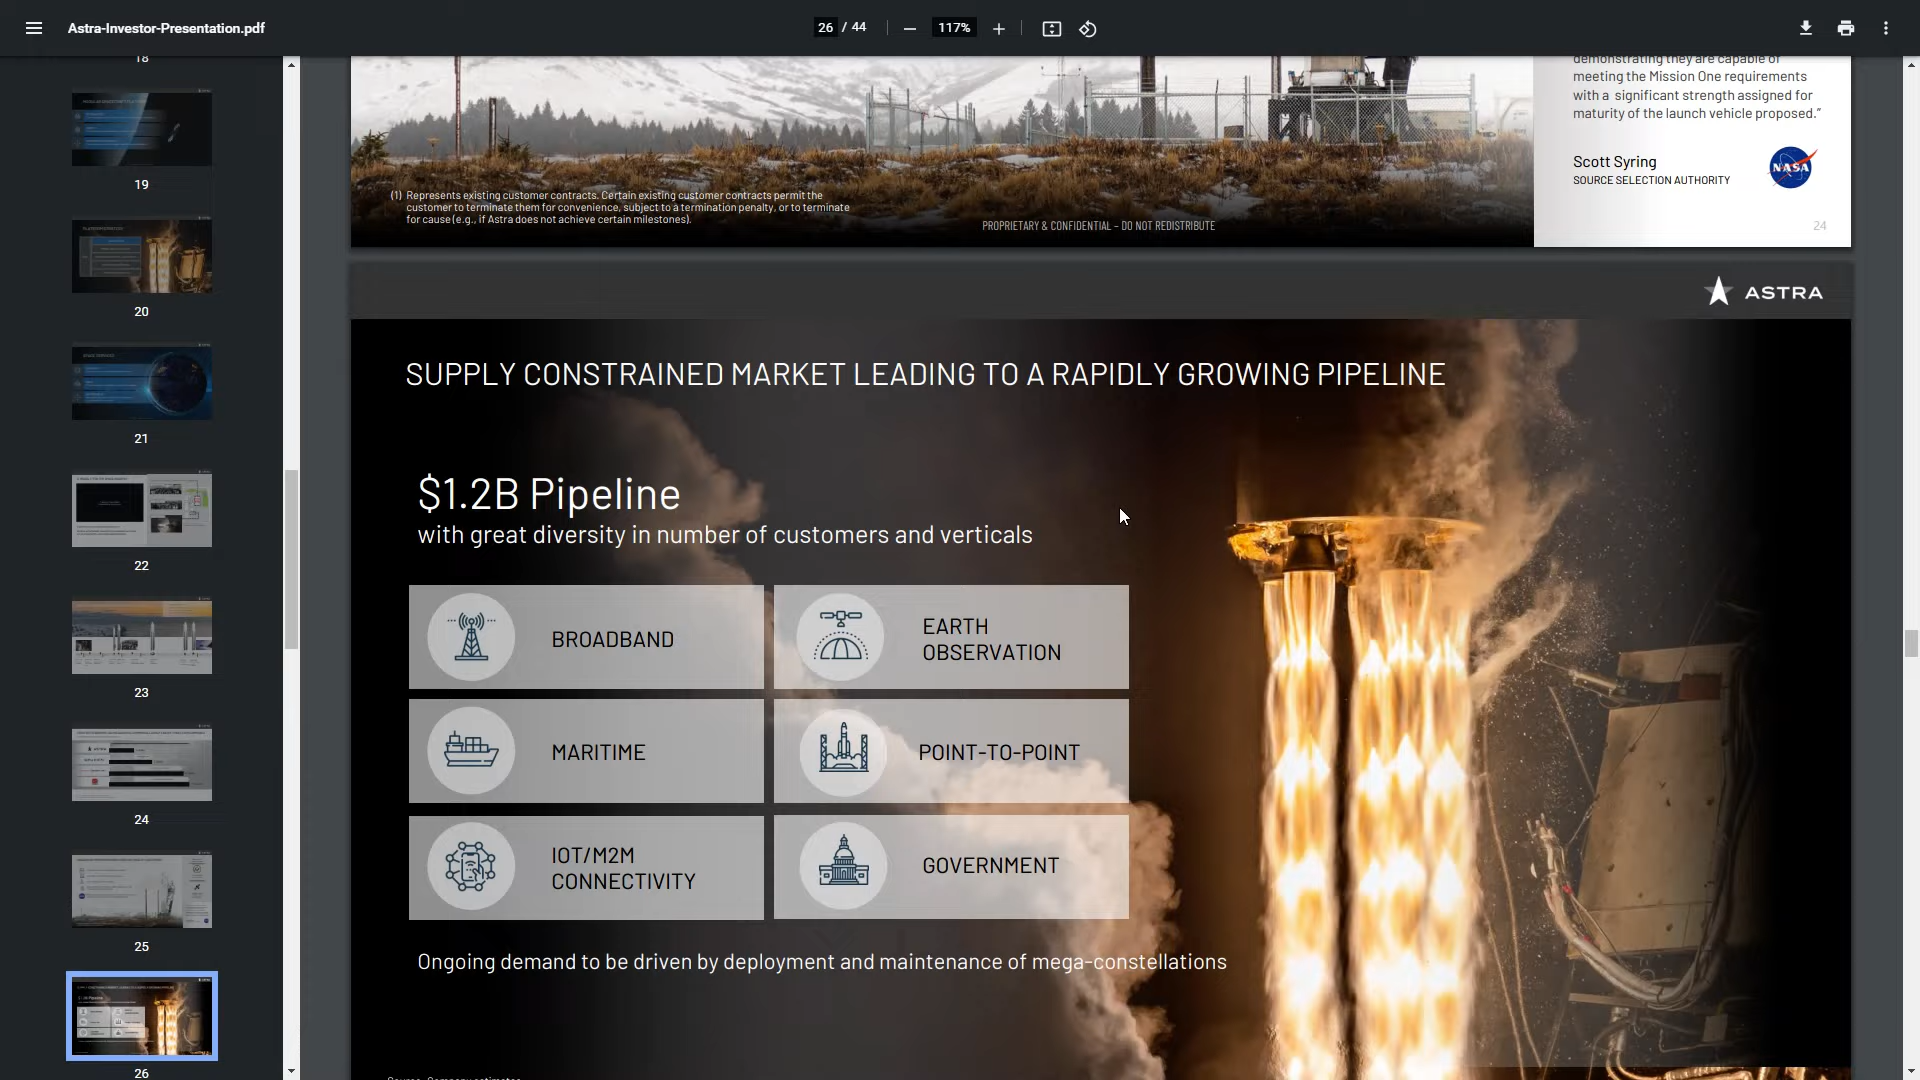 Astra-Investor-Presentation.pdf
26 / 44
117%
18
19
20
21
22
23
24
25
26
demonstrating they are capable of
meeting the Mission One requirements
with a significant strength assigned for
maturity of the launch vehicle proposed.”
Scott Syring
SOURCE SELECTION AUTHORITY
NASA
(1) Represents existing customer contracts. Certain existing customer contracts permit the
customer to terminate them for convenience, subject to a termination penalty, or to terminate
for cause (e.g., if Astra does not achieve certain milestones).
PROPRIETARY & CONFIDENTIAL – DO NOT REDISTRIBUTE
24
ASTRA
SUPPLY CONSTRAINED MARKET LEADING TO A RAPIDLY GROWING PIPELINE
$1.2B Pipeline
with great diversity in number of customers and verticals
BROADBAND
EARTH
OBSERVATION
MARITIME
POINT-TO-POINT
IOT/M2M
CONNECTIVITY
GOVERNMENT
Ongoing demand to be driven by deployment and maintenance of mega-constellations